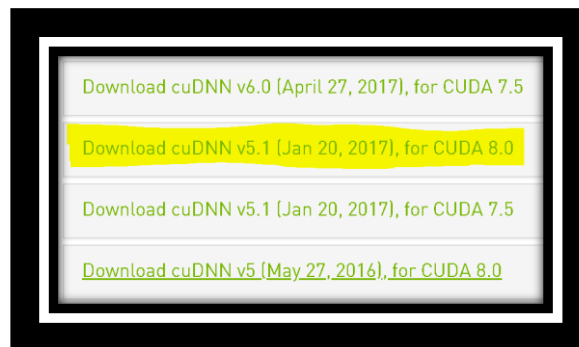 Download cuDNN v6.0 (April 27, 2017), for CUDA 7.5
Download cuDNN v5.1 (Jan 20, 2017), for CUDA 8.0
Download cuDNN v5.1 (Jan 20, 2017), for CUDA 7.5
Download cuDNN v5 (May 27, 2016), for CUDA 8.0